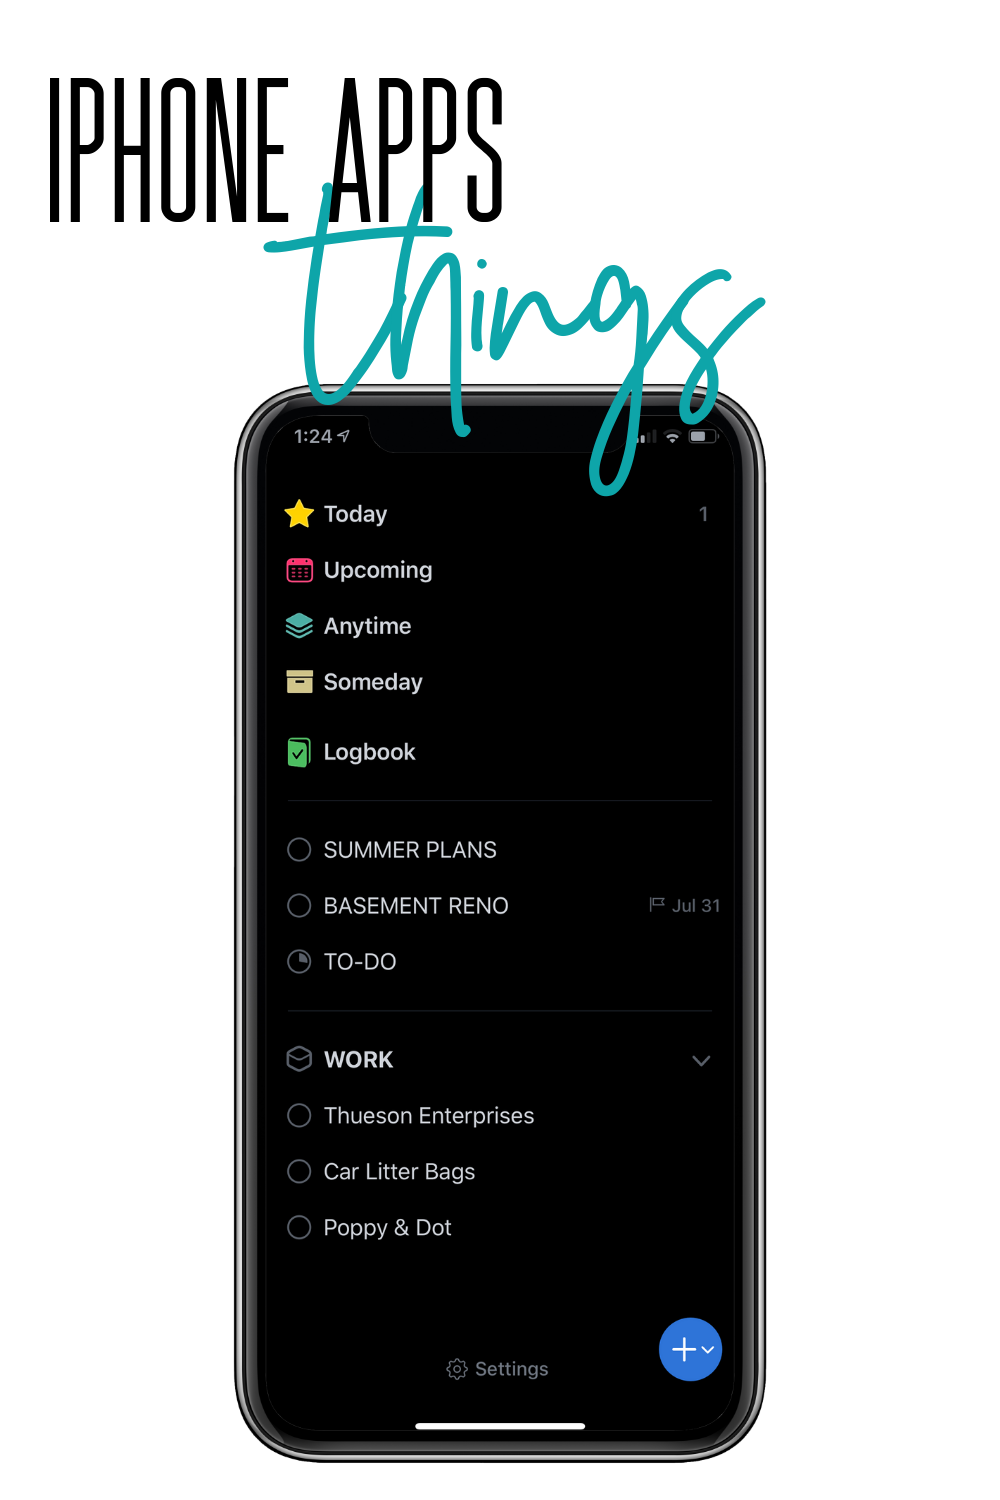 IPHONE APPS
things
1:24
Today 1
Upcoming
Anytime
Someday
Logbook
SUMMER PLANS
BASEMENT RENO Jul 31
TO-DO
WORK
Thueson Enterprises
Car Litter Bags
Poppy & Dot
Settings